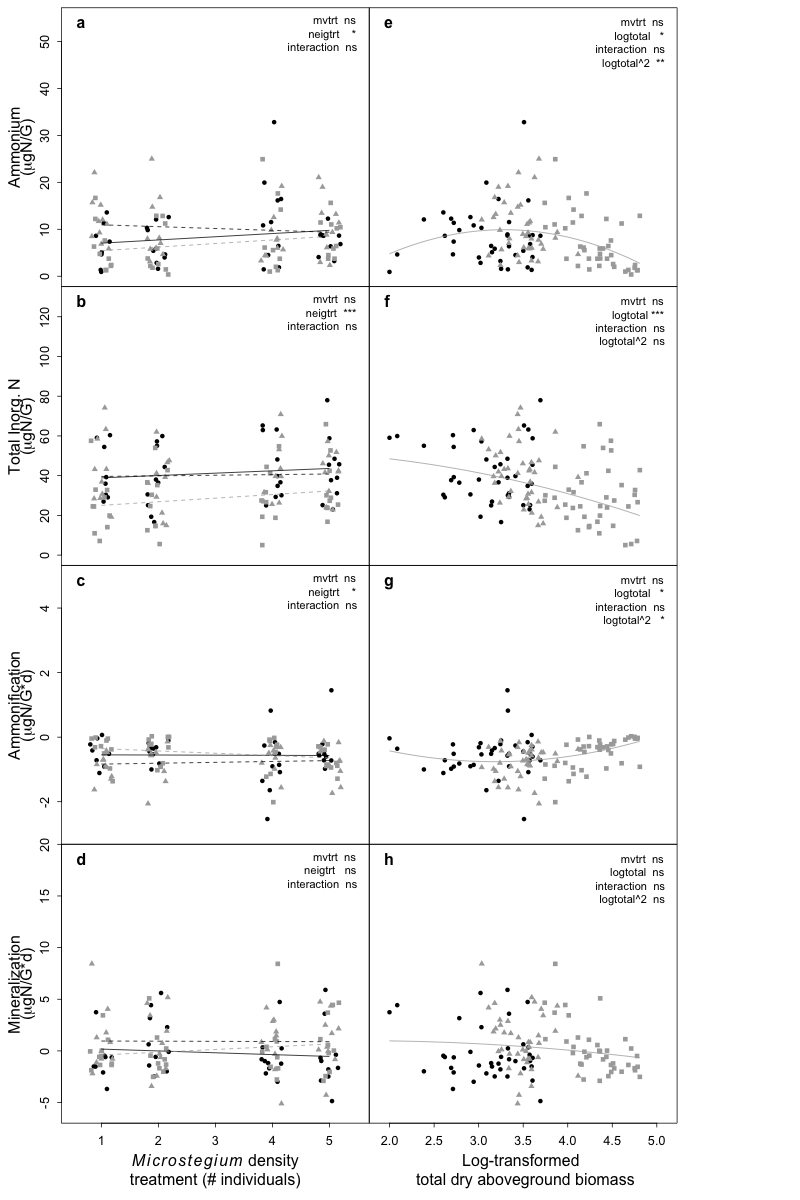 a
mvtrt ns
neigtrt *
interaction ns
Ammonium
(µgN/G)
0 10 20 30 40 50
e
mvtrt ns
logtotal *
interaction ns
logtotal^2 **
b
mvtrt ns
neigtrt ***
interaction ns
Total Inorg. N
(µgN/G)
0 20 40 60 80 100 120
f
mvtrt ns
logtotal ***
interaction ns
logtotal^2 ns
c
mvtrt ns
neigtrt *
interaction ns
Ammonification
(µgN/G*d)
-2 0 2 4
g
mvtrt ns
logtotal *
interaction ns
logtotal^2 *
d
mvtrt ns
neigtrt ns
interaction ns
Mineralization
(µgN/G*d)
-5 0 5 10 15 20
h
mvtrt ns
logtotal ns
interaction ns
logtotal^2 ns
1 2 3 4 5
Microstegium density
treatment (# individuals)
2.0 2.5 3.0 3.5 4.0 4.5 5.0
Log-transformed
total dry aboveground biomass